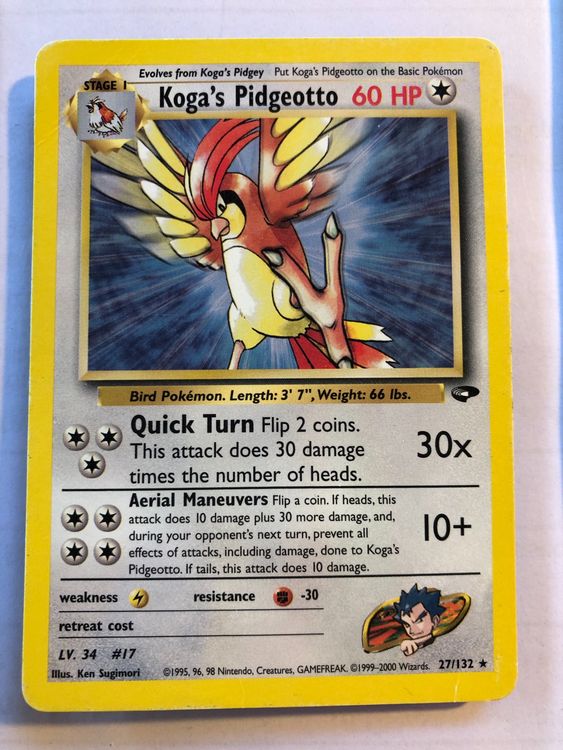 Evolves from Koga's Pidgey Put Koga's Pidgeotto on the Basic Pokémon
STAGE 1
Koga's Pidgeotto 60 HP
Bird Pokémon. Length: 3' 7", Weight: 66 lbs.
Quick Turn Flip 2 coins.
This attack does 30 damage
times the number of heads.
30x
Aerial Maneuvers Flip a coin. If heads, this
attack does 10 damage plus 30 more damage, and,
during your opponent's next turn, prevent all
effects of attacks, including damage, done to Koga's
Pidgeotto. If tails, this attack does 10 damage.
10+
weakness resistance -30
retreat cost
LV. 34 #17
Illus. Ken Sugimori ©1995, 96, 98 Nintendo, Creatures, GAMEFREAK. ©1999-2000 Wizards. 27/132 ★